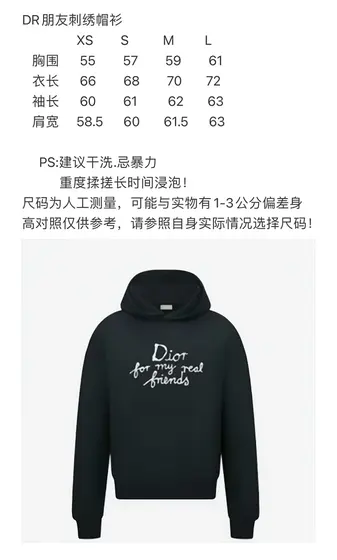 DR朋友刺绣帽衫
XS S M L
胸围 55 57 59 61
衣长 66 68 70 72
袖长 60 61 62 63
肩宽 58.5 60 61.5 63
PS:建议干洗.忌暴力
重度揉搓长时间浸泡!
尺码为人工测量，可能与实物有1-3公分偏差身
高对照仅供参考，请参照自身实际情况选择尺码!
Dior
for my real
friends